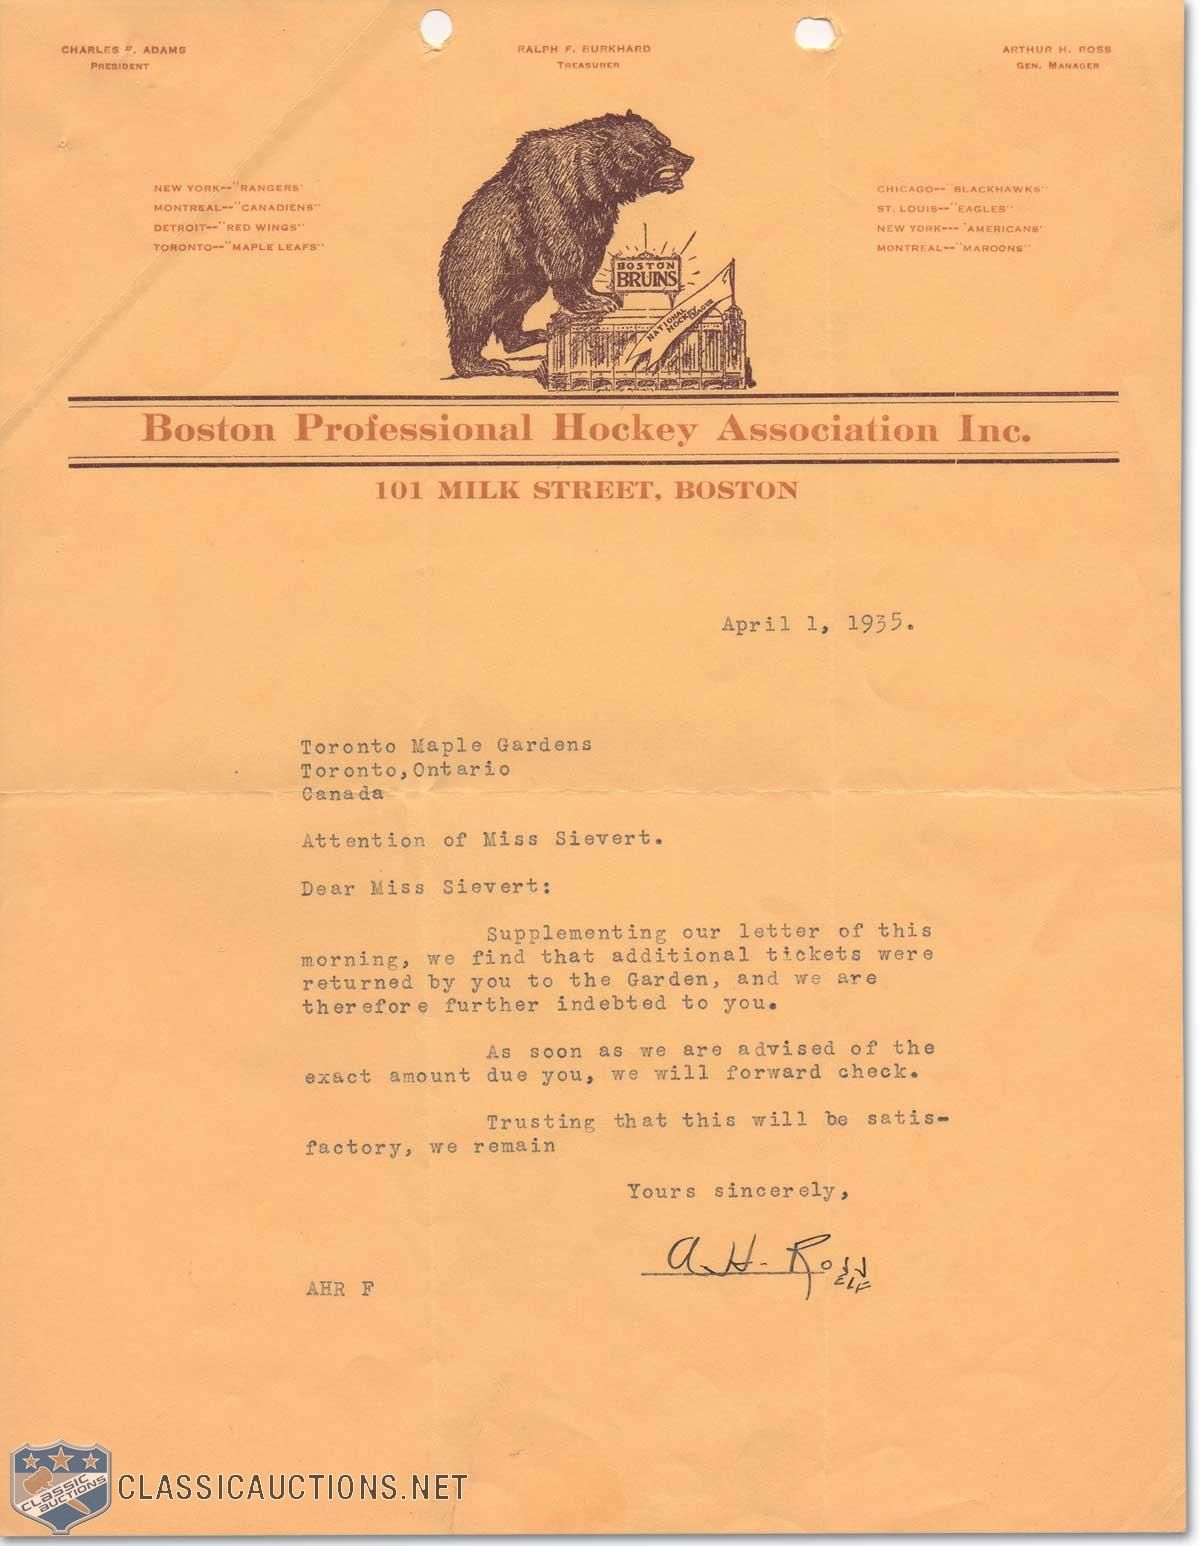 CHARLES F. ADAMS
PRESIDENT
RALPH F. BURKHARD
TREASURER
ARTHUR H. ROSS
GEN. MANAGER
NEW YORK--"RANGERS'
MONTREAL--"CANADIENS"
DETROIT--"RED WINGS"
TORONTO--"MAPLE LEAFS"
CHICAGO--"BLACKHAWKS"
ST. LOUIS--"EAGLES"
NEW YORK---"AMERICANS'
MONTREAL--"MAROONS"
BOSTON
BRUINS
NATIONAL
HOCKEY LEAGUE
Boston Professional Hockey Association Inc.
101 MILK STREET, BOSTON
April 1, 1935.
Toronto Maple Gardens
Toronto,Ontario
Canada
Attention of Miss Sievert.
Dear Miss Sievert:
Supplementing our letter of this
morning, we find that additional tickets were
returned by you to the Garden, and we are
therefore further indebted to you.
As soon as we are advised of the
exact amount due you, we will forward check.
Trusting that this will be satis-
factory, we remain
Yours sincerely,
A.H. Ross
ELF
AHR F
CLASSIC
AUCTIONS
CLASSICAUCTIONS.NET